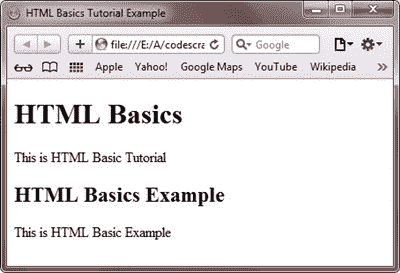 HTML Basics Tutorial Example
file:///E:/A/codescra
Google
Apple Yahoo! Google Maps YouTube Wikipedia
HTML Basics
This is HTML Basic Tutorial
HTML Basics Example
This is HTML Basic Example